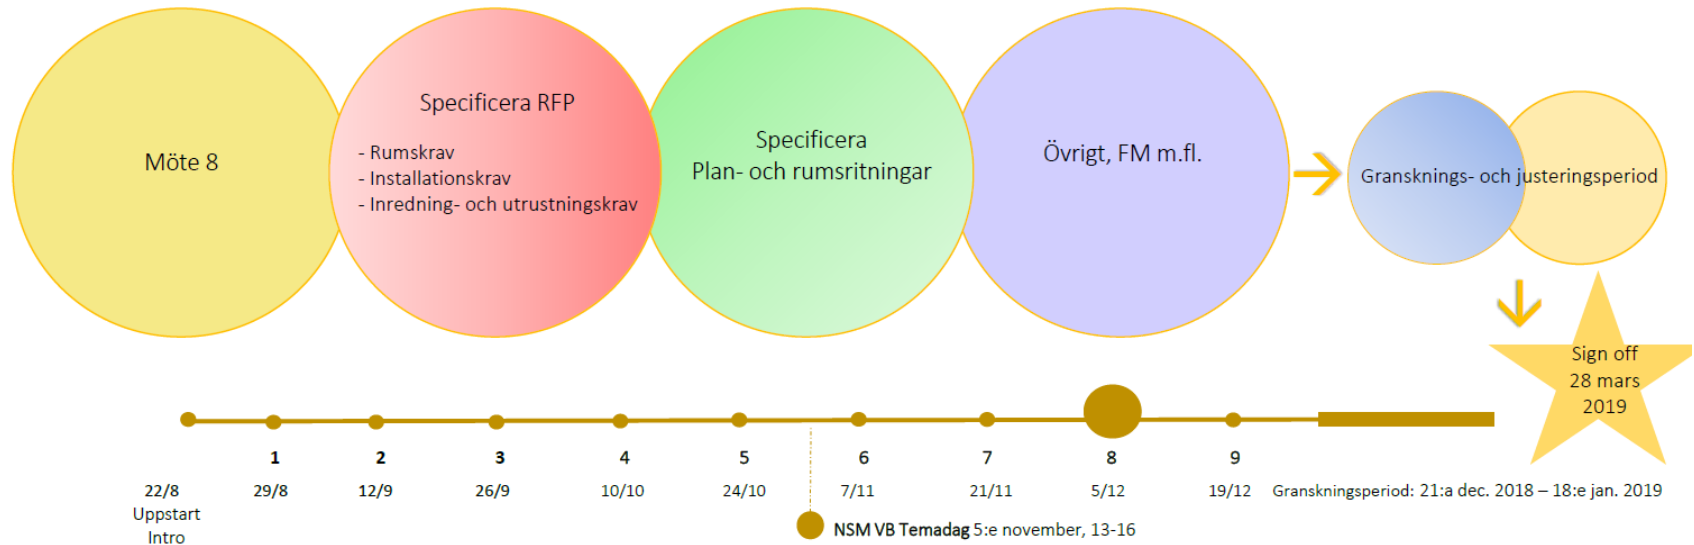 Möte 8
Specificera RFP
- Rumskrav
- Installationskrav
- Inredning- och utrustningskrav
Specificera
Plan- och rumsritningar
Övrigt, FM m.fl.
Gransknings- och justeringsperiod
Sign off
28 mars
2019
1 2 3 4 5 6 7 8 9
22/8 29/8 12/9 26/9 10/10 24/10 7/11 21/11 5/12 19/12 Granskningsperiod: 21:a dec. 2018 – 18:e jan. 2019
Uppstart
Intro
NSM VB Temadag 5:e november, 13-16